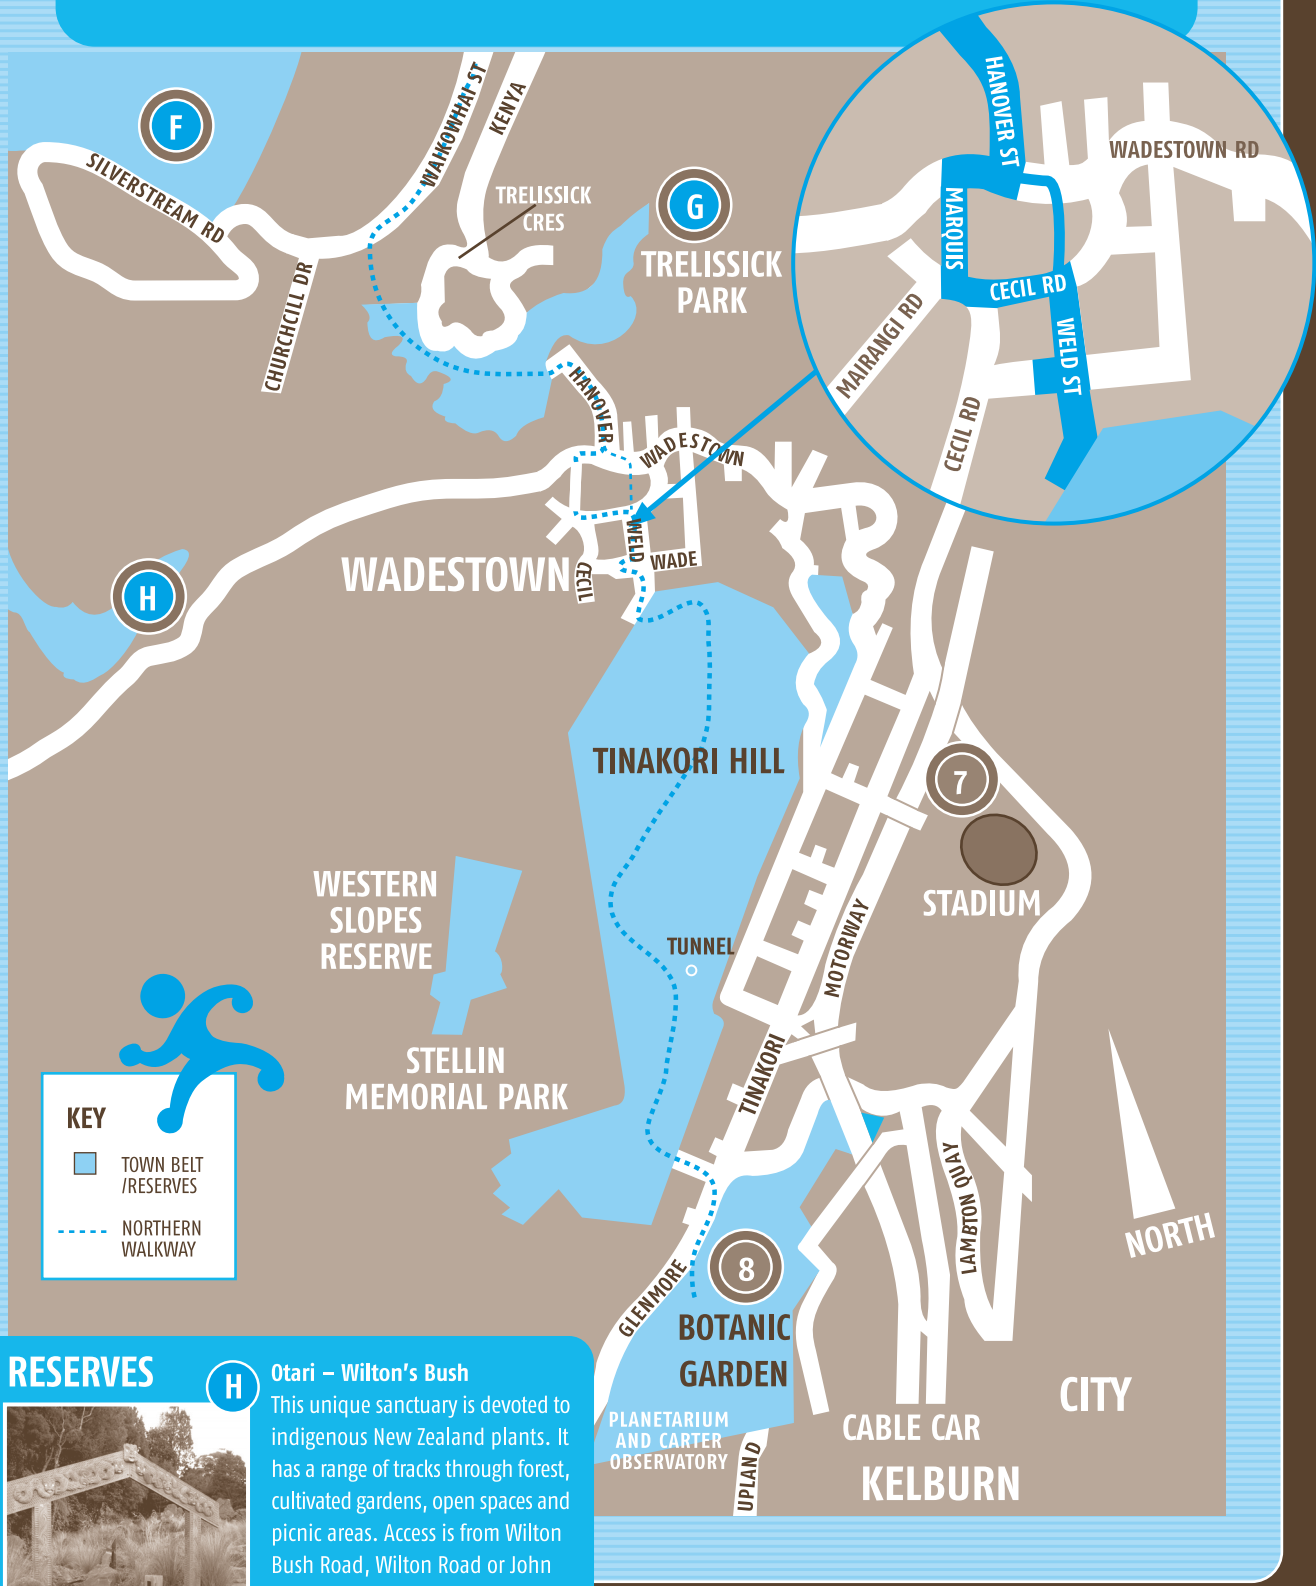 F
SILVERSTREAM RD
CHURCHCILL DR
WAIKOWHAI ST
KENYA
TRELISSICK
CRES
G
TRELISSICK
PARK
HANOVER ST
WADESTOWN RD
MARQUIS
CECIL RD
MAIRANGI RD
WELD ST
CECIL RD
HANOVER
WADESTOWN
WELD
WADE
CECIL
WADESTOWN
H
TINAKORI HILL
7
STADIUM
WESTERN
SLOPES
RESERVE
TUNNEL
MOTORWAY
STELLIN
MEMORIAL PARK
TINAKORI
KEY
TOWN BELT
/RESERVES
NORTHERN
WALKWAY
LAMBTON QUAY
NORTH
GLENMORE
8
BOTANIC
GARDEN
PLANETARIUM
AND CARTER
OBSERVATORY
UPLAND
CABLE CAR
KELBURN
CITY
RESERVES
H
Otari – Wilton's Bush
This unique sanctuary is devoted to
indigenous New Zealand plants. It
has a range of tracks through forest,
cultivated gardens, open spaces and
picnic areas. Access is from Wilton
Bush Road, Wilton Road or John